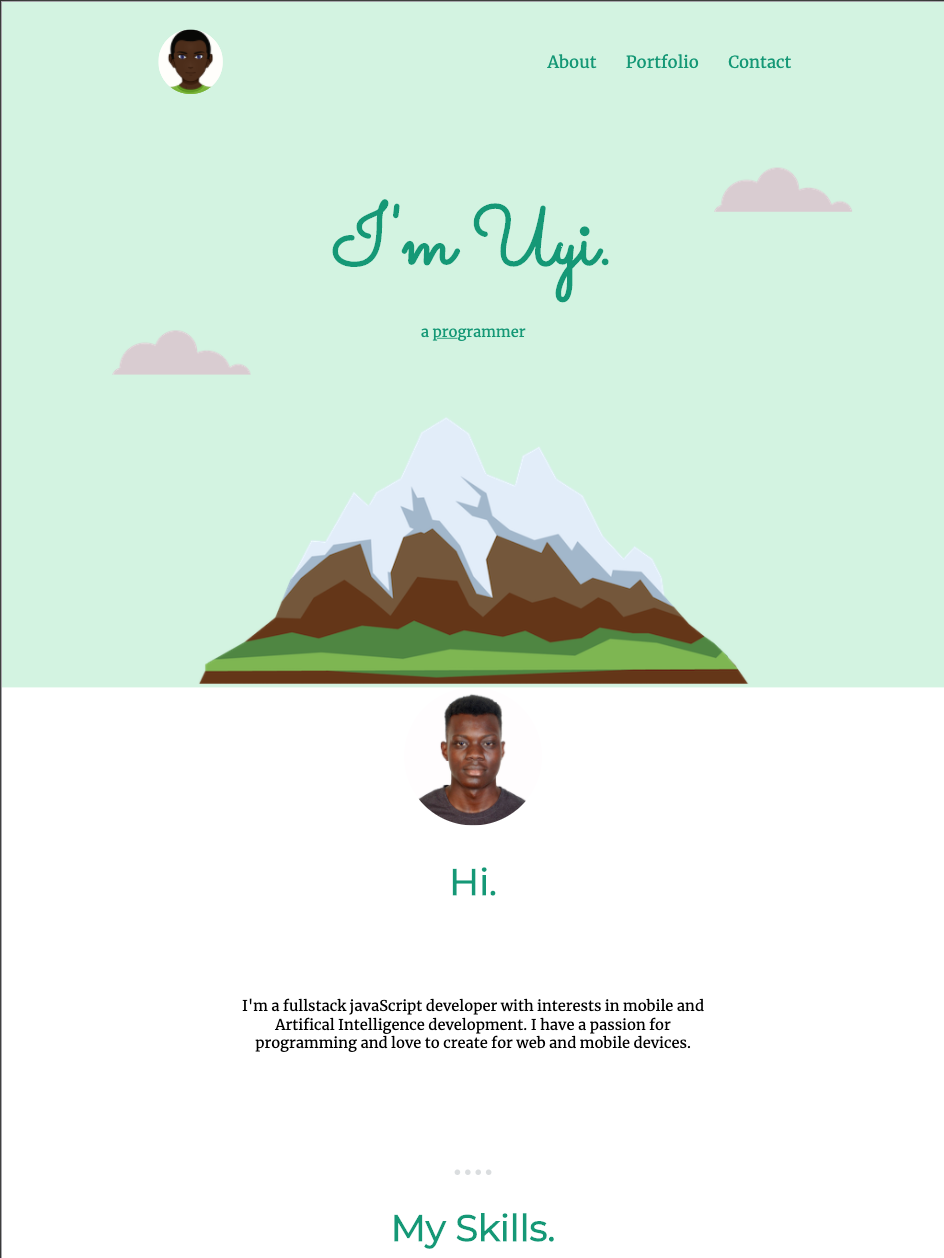 About Portfolio Contact
I'm Uyi.
a programmer
Hi.
I'm a fullstack javaScript developer with interests in mobile and
Artifical Intelligence development. I have a passion for
programming and love to create for web and mobile devices.
My Skills.